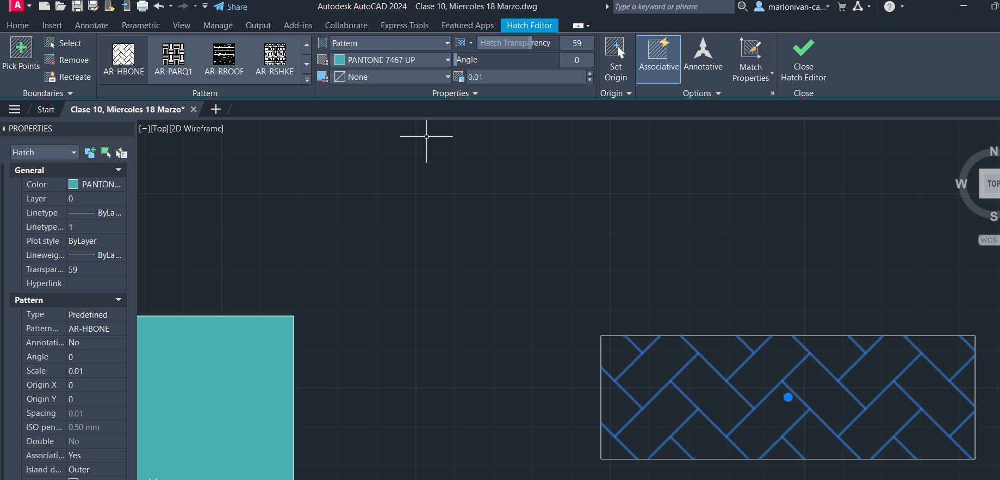 A Share Autodesk AutoCAD 2024 Clase 10, Miercoles 18 Marzo.dwg Type a keyword or phrase marlonivan-ca... ?
Home Insert Annotate Parametric View Manage Output Add-ins Collaborate Express Tools Featured Apps Hatch Editor
Pick Points
Select
Remove
Recreate
Boundaries
AR-HBONE AR-PARQ1 AR-RROOF AR-RSHKE
Pattern
Pattern Hatch Transparency 59
PANTONE 7467 UP Angle 0
None 0.01
Properties
Set
Origin
Origin
Associative Annotative
Match
Properties
Options
Close
Hatch Editor
Close
Start Clase 10, Miercoles 18 Marzo*
PROPERTIES
Hatch
General
Color PANTON...
Layer 0
Linetype ByLa...
Linetype... 1
Plot style ByLayer
Lineweig... ByLa...
Transpar... 59
Hyperlink
Pattern
Type Predefined
Pattern... AR-HBONE
Annotati... No
Angle 0
Scale 0.01
Origin X 0
Origin Y 0
Spacing 0.01
ISO pen... 0.50 mm
Double No
Associati... Yes
Island d... Outer
[−][Top][2D Wireframe]
N
W TOP
S
WCS